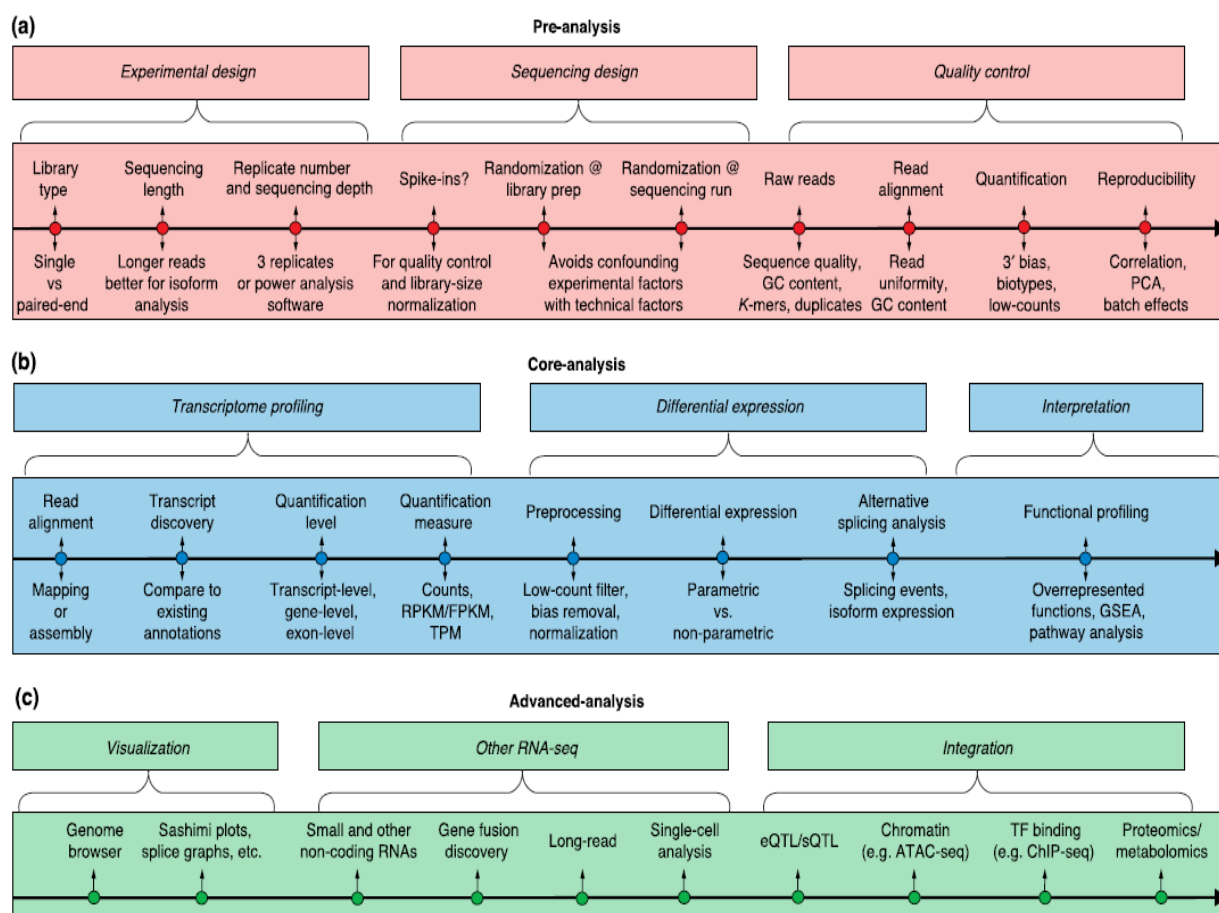 (a)
Pre-analysis
Experimental design
Sequencing design
Quality control
Library
type
Sequencing
length
Replicate number
and sequencing depth
Spike-ins?
Randomization @
library prep
Randomization @
sequencing run
Raw reads
Read
alignment
Quantification
Reproducibility
Single
vs
paired-end
Longer reads
better for isoform
analysis
3 replicates
or power analysis
software
For quality control
and library-size
normalization
Avoids confounding
experimental factors
with technical factors
Sequence quality,
GC content,
K-mers, duplicates
Read
uniformity,
GC content
3′ bias,
biotypes,
low-counts
Correlation,
PCA,
batch effects
(b)
Core-analysis
Transcriptome profiling
Differential expression
Interpretation
Read
alignment
Transcript
discovery
Quantification
level
Quantification
measure
Preprocessing
Differential expression
Alternative
splicing analysis
Functional profiling
Mapping
or
assembly
Compare to
existing
annotations
Transcript-level,
gene-level,
exon-level
Counts,
RPKM/FPKM,
TPM
Low-count filter,
bias removal,
normalization
Parametric
vs.
non-parametric
Splicing events,
isoform expression
Overrepresented
functions, GSEA,
pathway analysis
(c)
Advanced-analysis
Visualization
Other RNA-seq
Integration
Genome
browser
Sashimi plots,
splice graphs, etc.
Small and other
non-coding RNAs
Gene fusion
discovery
Long-read
Single-cell
analysis
eQTL/sQTL
Chromatin
(e.g. ATAC-seq)
TF binding
(e.g. ChIP-seq)
Proteomics/
metabolomics